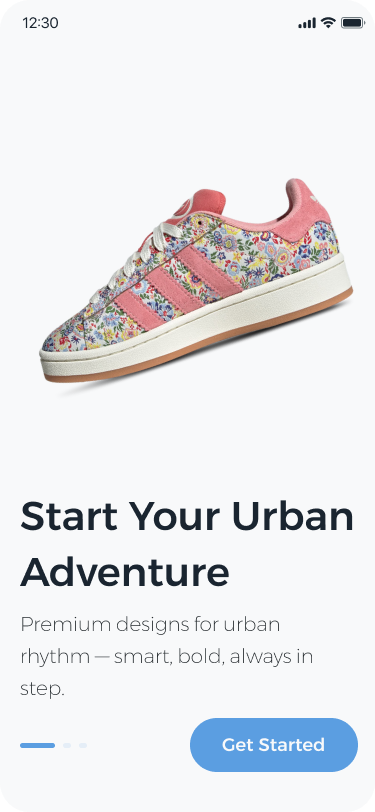 12:30
Start Your Urban
Adventure
Premium designs for urban
rhythm — smart, bold, always in
step.
Get Started